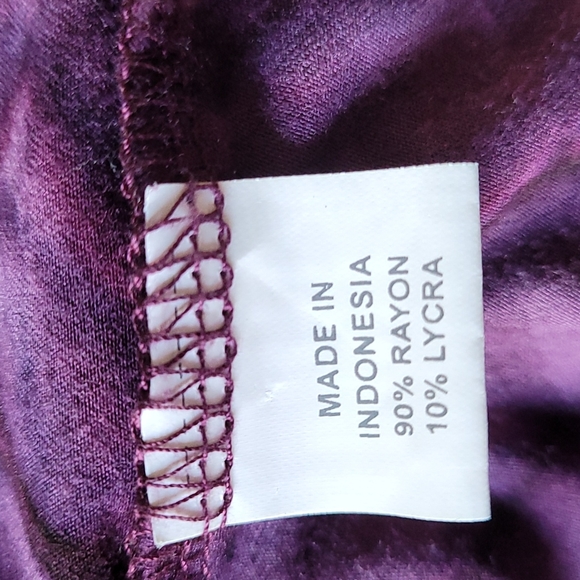 MADE IN
INDONESIA
90% RAYON
10% LYCRA